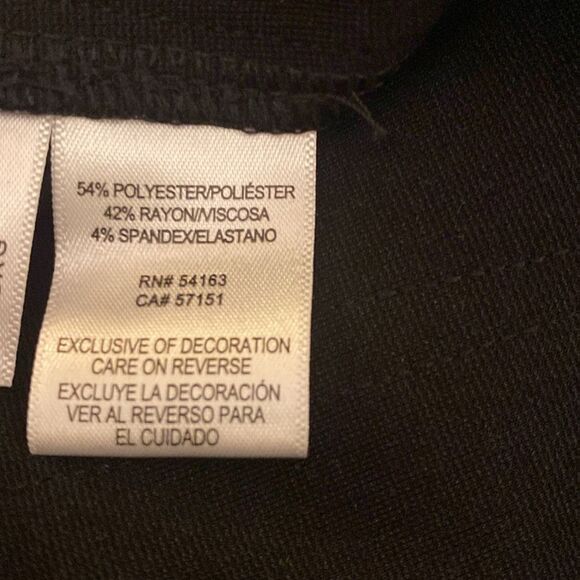 54% POLYESTER/POLIÉSTER
42% RAYON//VISCOSA
4% SPANDEX/ELASTANO
RN# 54163
CA# 57151
EXCLUSIVE OF DECORATION
CARE ON REVERSE
EXCLUYE LA DECORACIÓN
VER AL REVERSO PARA
EL CUIDADO